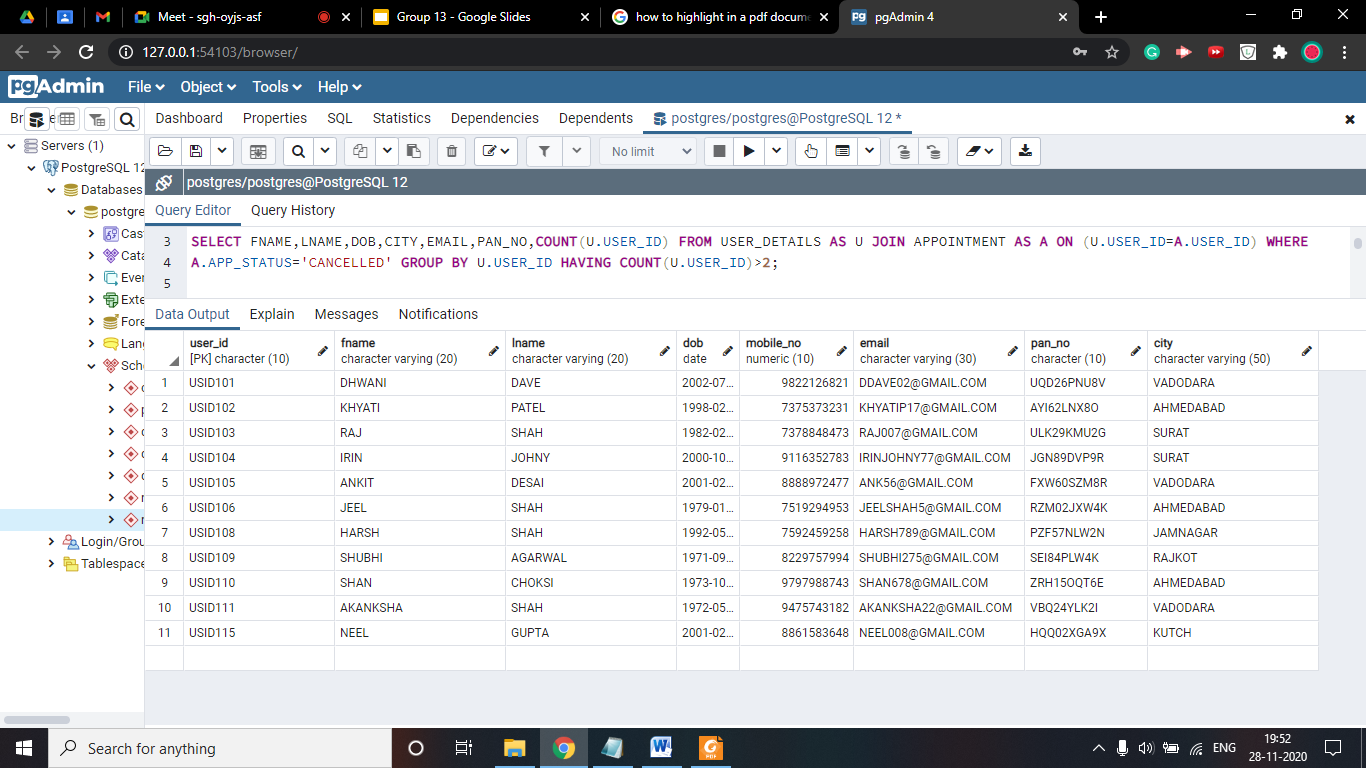 Meet - sgh-oyjs-asf
Group 13 - Google Slides
how to highlight in a pdf docum
pgAdmin 4
127.0.0.1:54103/browser/
pgAdmin File Object Tools Help
Dashboard Properties SQL Statistics Dependencies Dependents postgres/postgres@PostgreSQL 12 *
No limit
postgres/postgres@PostgreSQL 12
Query Editor Query History
3 SELECT FNAME,LNAME,DOB,CITY,EMAIL,PAN_NO,COUNT(U.USER_ID) FROM USER_DETAILS AS U JOIN APPOINTMENT AS A ON (U.USER_ID=A.USER_ID) WHERE
4 A.APP_STATUS='CANCELLED' GROUP BY U.USER_ID HAVING COUNT(U.USER_ID)>2;
5
Servers (1)
PostgreSQL 12
Databases
postgre
Cas
Cata
Even
Exte
Fore
Lang
Sch
Login/Grou
Tablespace
Data Output Explain Messages Notifications
user_id fname lname dob mobile_no email pan_no city
[PK] character (10) character varying (20) character varying (20) date numeric (10) character varying (30) character (10) character varying (50)
1 USID101 DHWANI DAVE 2002-07... 9822126821 DDAVE02@GMAIL.COM UQD26PNU8V VADODARA
2 USID102 KHYATI PATEL 1998-02... 7375373231 KHYATIP17@GMAIL.COM AYI62LNX8O AHMEDABAD
3 USID103 RAJ SHAH 1982-02... 7378848473 RAJ007@GMAIL.COM ULK29KMU2G SURAT
4 USID104 IRIN JOHNY 2000-10... 9116352783 IRINJOHNY77@GMAIL.COM JGN89DVP9R SURAT
5 USID105 ANKIT DESAI 2001-02... 8888972477 ANK56@GMAIL.COM FXW60SZM8R VADODARA
6 USID106 JEEL SHAH 1979-01... 7519294953 JEELSHAH5@GMAIL.COM RZM02JXW4K AHMEDABAD
7 USID108 HARSH SHAH 1992-05... 7592459258 HARSH789@GMAIL.COM PZF57NLW2N JAMNAGAR
8 USID109 SHUBHI AGARWAL 1971-09... 8229757994 SHUBHI275@GMAIL.COM SEI84PLW4K RAJKOT
9 USID110 SHAN CHOKSI 1973-10... 9797988743 SHAN678@GMAIL.COM ZRH15OQT6E AHMEDABAD
10 USID111 AKANKSHA SHAH 1972-05... 9475743182 AKANKSHA22@GMAIL.COM VBQ24YLK2I VADODARA
11 USID115 NEEL GUPTA 2001-02... 8861583648 NEEL008@GMAIL.COM HQQ02XGA9X KUTCH
Search for anything
ENG
19:52
28-11-2020